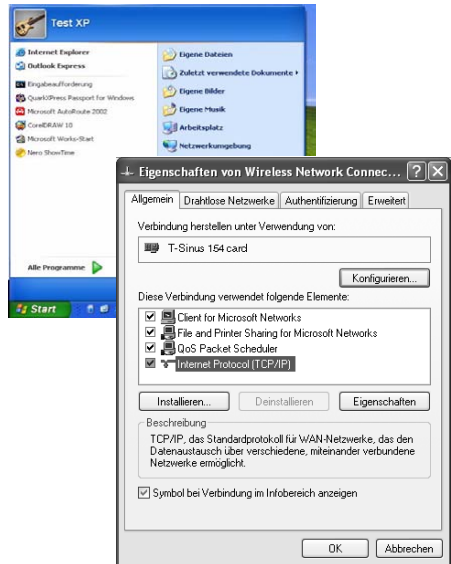 Test XP
Internet Explorer
Outlook Express
Eingabeaufforderung
QuarkXPress Passport for Windows
Microsoft AutoRoute 2002
CorelDRAW 10
Microsoft Works-Start
Nero ShowTime
Alle Programme
Eigene Dateien
Zuletzt verwendete Dokumente
Eigene Bilder
Eigene Musik
Arbeitsplatz
Netzwerkumgebung
Start
Eigenschaften von Wireless Network Connec...
Allgemein Drahtlose Netzwerke Authentifizierung Erweitert
Verbindung herstellen unter Verwendung von:
T-Sinus 154 card
Konfigurieren...
Diese Verbindung verwendet folgende Elemente:
Client for Microsoft Networks
File and Printer Sharing for Microsoft Networks
QoS Packet Scheduler
Internet Protocol (TCP/IP)
Installieren... Deinstallieren Eigenschaften
Beschreibung
TCP/IP, das Standardprotokoll für WAN-Netzwerke, das den
Datenaustausch über verschiedene, miteinander verbundene
Netzwerke ermöglicht.
Symbol bei Verbindung im Infobereich anzeigen
OK Abbrechen